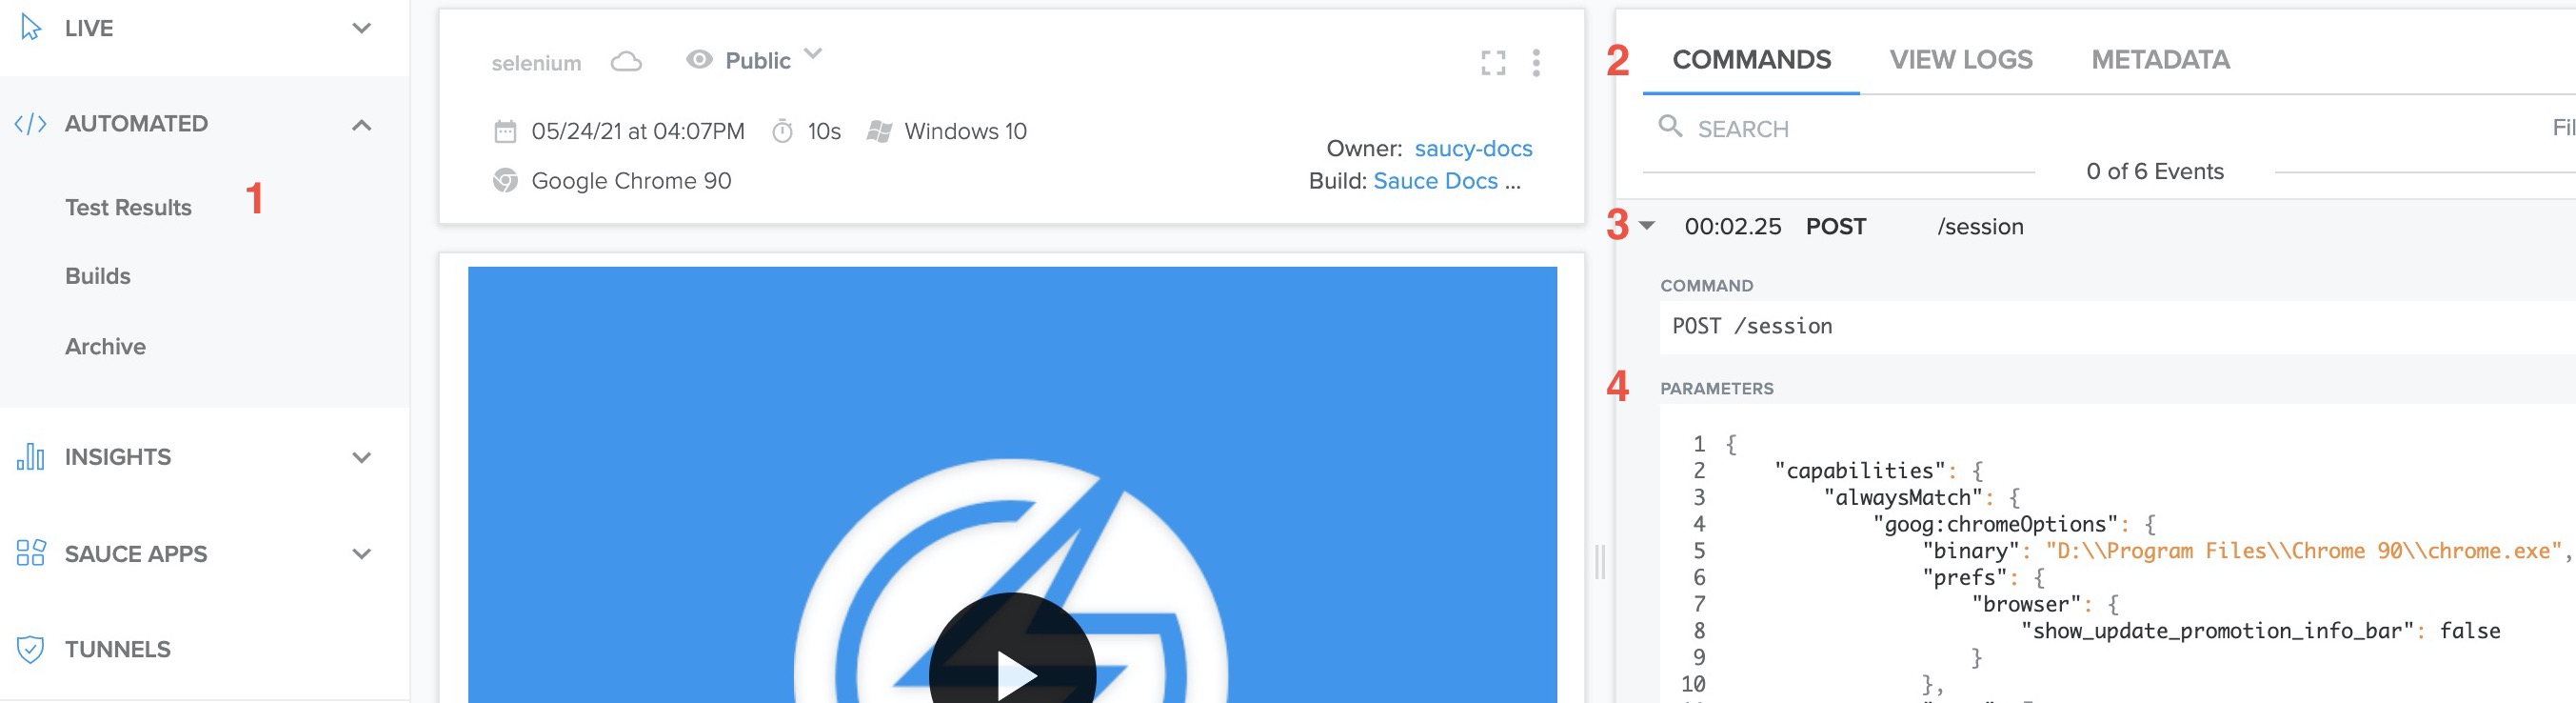 LIVE
AUTOMATED
Test Results 1
Builds
Archive
INSIGHTS
SAUCE APPS
TUNNELS
selenium Public
05/24/21 at 04:07PM 10s Windows 10
Google Chrome 90
Owner: saucy-docs
Build: Sauce Docs ...
2 COMMANDS VIEW LOGS METADATA
SEARCH
0 of 6 Events
3 00:02.25 POST /session
COMMAND
POST /session
4 PARAMETERS
1 {
2 "capabilities": {
3 "alwaysMatch": {
4 "goog:chromeOptions": {
5 "binary": "D:\\Program Files\\Chrome 90\\chrome.exe",
6 "prefs": {
7 "browser": {
8 "show_update_promotion_info_bar": false
9 }
10 },